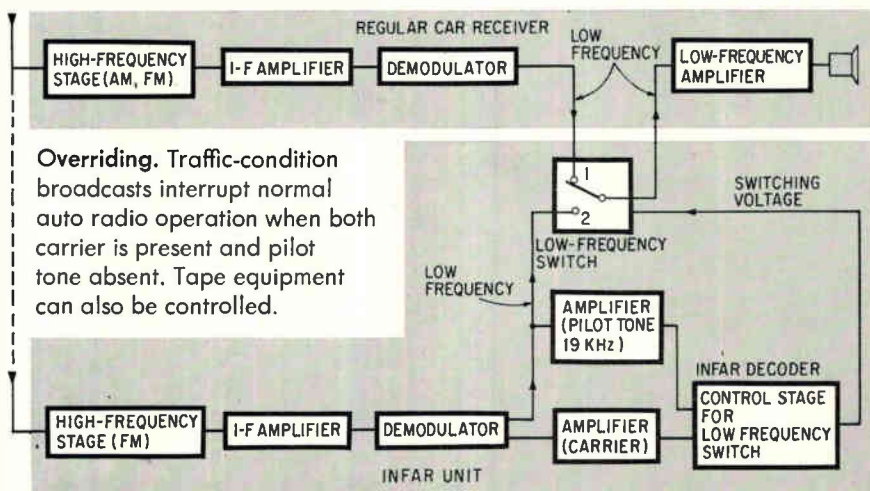 REGULAR CAR RECEIVER
HIGH-FREQUENCY
STAGE (AM, FM)
I-F AMPLIFIER
DEMODULATOR
LOW
FREQUENCY
LOW-FREQUENCY
AMPLIFIER
Overriding. Traffic-condition
broadcasts interrupt normal
auto radio operation when both
carrier is present and pilot
tone absent. Tape equipment
can also be controlled.
1
2
LOW-FREQUENCY
SWITCH
SWITCHING
VOLTAGE
LOW
FREQUENCY
AMPLIFIER
(PILOT TONE
19 KHz)
INFAR DECODER
CONTROL STAGE
FOR
LOW FREQUENCY
SWITCH
HIGH-FREQUENCY
STAGE (FM)
I-F AMPLIFIER
DEMODULATOR
AMPLIFIER
(CARRIER)
INFAR UNIT